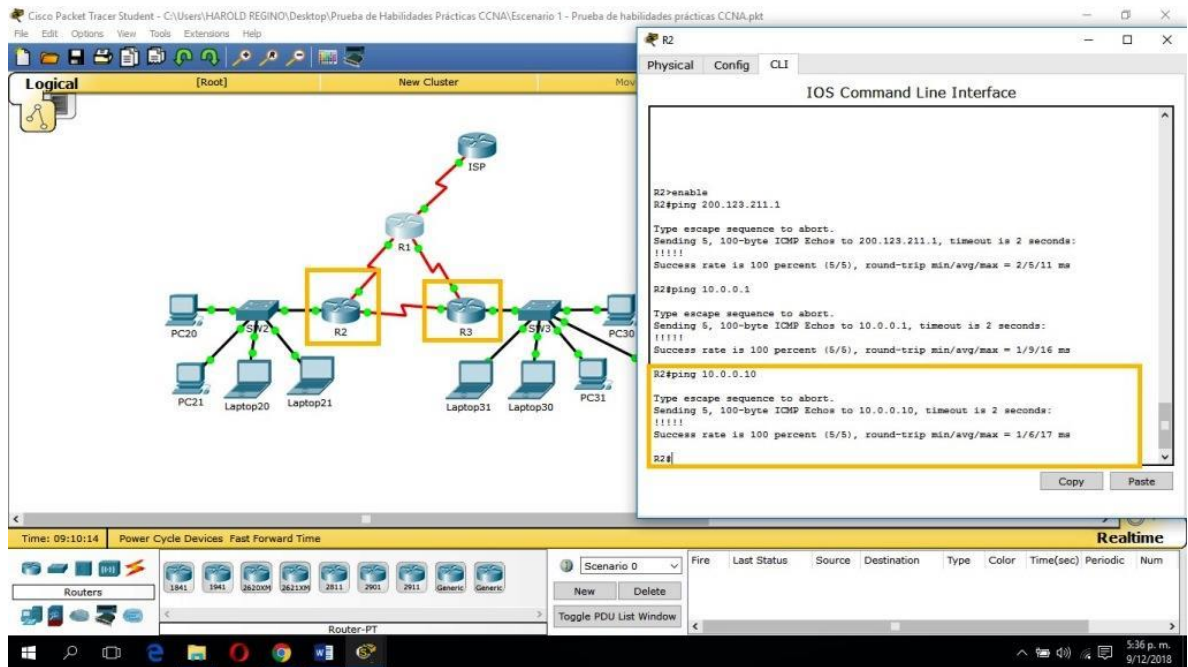 Cisco Packet Tracer Student - C:\Users\HAROLD REGINO\Desktop\Prueba de Habilidades Prácticas CCNA\Escenario 1 - Prueba de habilidades prácticas CCNA.pkt
File Edit Options View Tools Extensions Help
Logical [Root] New Cluster Mov
ISP
R1
R2
R3
SW2
SW3
PC20
PC30
PC21
Laptop20
Laptop21
Laptop31
Laptop30
PC31
R2
Physical Config CLI
IOS Command Line Interface
R2>enable
R2#ping 200.123.211.1
Type escape sequence to abort.
Sending 5, 100-byte ICMP Echos to 200.123.211.1, timeout is 2 seconds:
!!!!!
Success rate is 100 percent (5/5), round-trip min/avg/max = 2/5/11 ms
R2#ping 10.0.0.1
Type escape sequence to abort.
Sending 5, 100-byte ICMP Echos to 10.0.0.1, timeout is 2 seconds:
!!!!!
Success rate is 100 percent (5/5), round-trip min/avg/max = 1/9/16 ms
R2#ping 10.0.0.10
Type escape sequence to abort.
Sending 5, 100-byte ICMP Echos to 10.0.0.10, timeout is 2 seconds:
!!!!!
Success rate is 100 percent (5/5), round-trip min/avg/max = 1/6/17 ms
R2#
Copy Paste
Time: 09:10:14 Power Cycle Devices Fast Forward Time Realtime
Routers
1841 1941 2620XM 2621XM 2811 2901 2911 Generic Generic
Router-PT
Scenario 0
New Delete
Toggle PDU List Window
Fire Last Status Source Destination Type Color Time(sec) Periodic Num
5:36 p. m.
9/12/2018